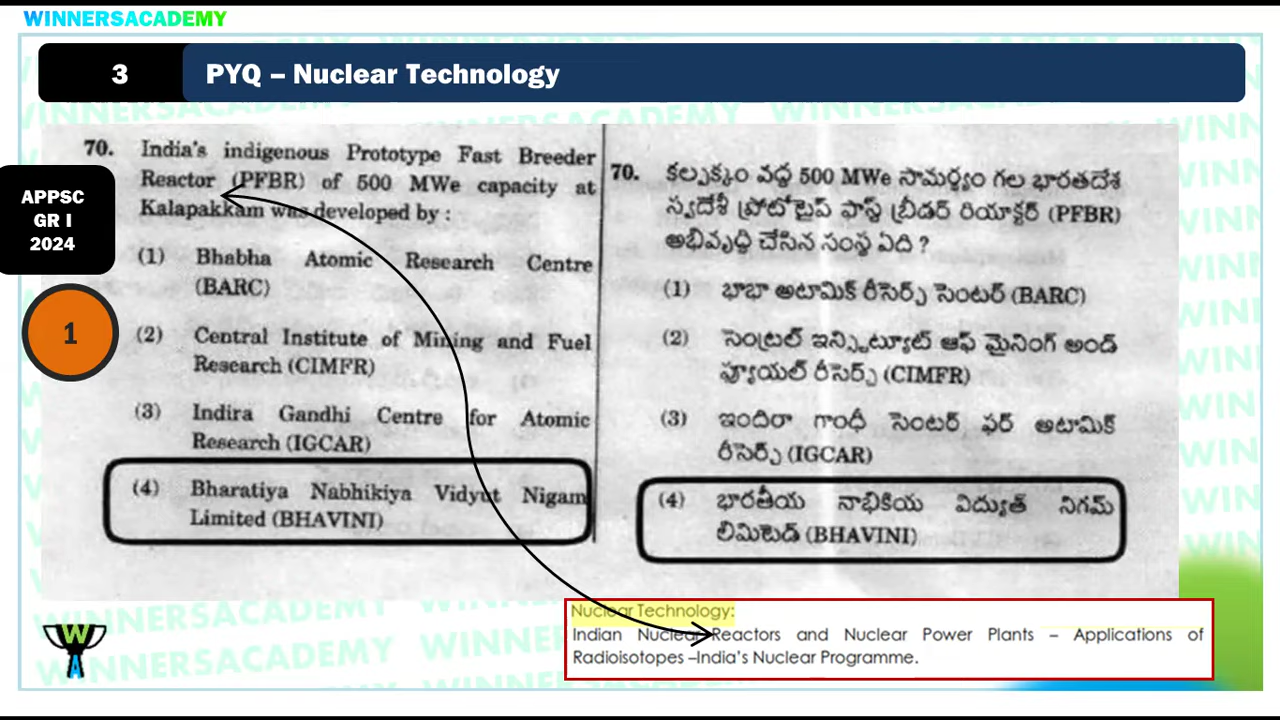 WINNERSACADEMY
3
PYQ – Nuclear Technology
APPSC
GR I
2024
1
70. India's indigenous Prototype Fast Breeder
Reactor (PFBR) of 500 MWe capacity at
Kalapakkam was developed by :
(1) Bhabha Atomic Research Centre
(BARC)
(2) Central Institute of Mining and Fuel
Research (CIMFR)
(3) Indira Gandhi Centre for Atomic
Research (IGCAR)
(4) Bharatiya Nabhikiya Vidyut Nigam
Limited (BHAVINI)
70. కల్పక్కం వద్ద 500 MWe సామర్థ్యం గల భారతదేశ
స్వదేశీ ప్రోటోటైప్ ఫాస్ట్ బ్రీడర్ రియాక్టర్ (PFBR)
అభివృద్ధి చేసిన సంస్థ ఏది ?
(1) భాభా అటామిక్ రీసెర్చ్ సెంటర్ (BARC)
(2) సెంట్రల్ ఇన్స్టిట్యూట్ ఆఫ్ మైనింగ్ అండ్
ఫ్యూయల్ రీసెర్చ్ (CIMFR)
(3) ఇందిరా గాంధీ సెంటర్ ఫర్ అటామిక్
రీసెర్చ్ (IGCAR)
(4) భారతీయ నాభికియ విద్యుత్ నిగమ్
లిమిటెడ్ (BHAVINI)
Nuclear Technology:
Indian Nuclear Reactors and Nuclear Power Plants – Applications of
Radioisotopes –India's Nuclear Programme.
W
A